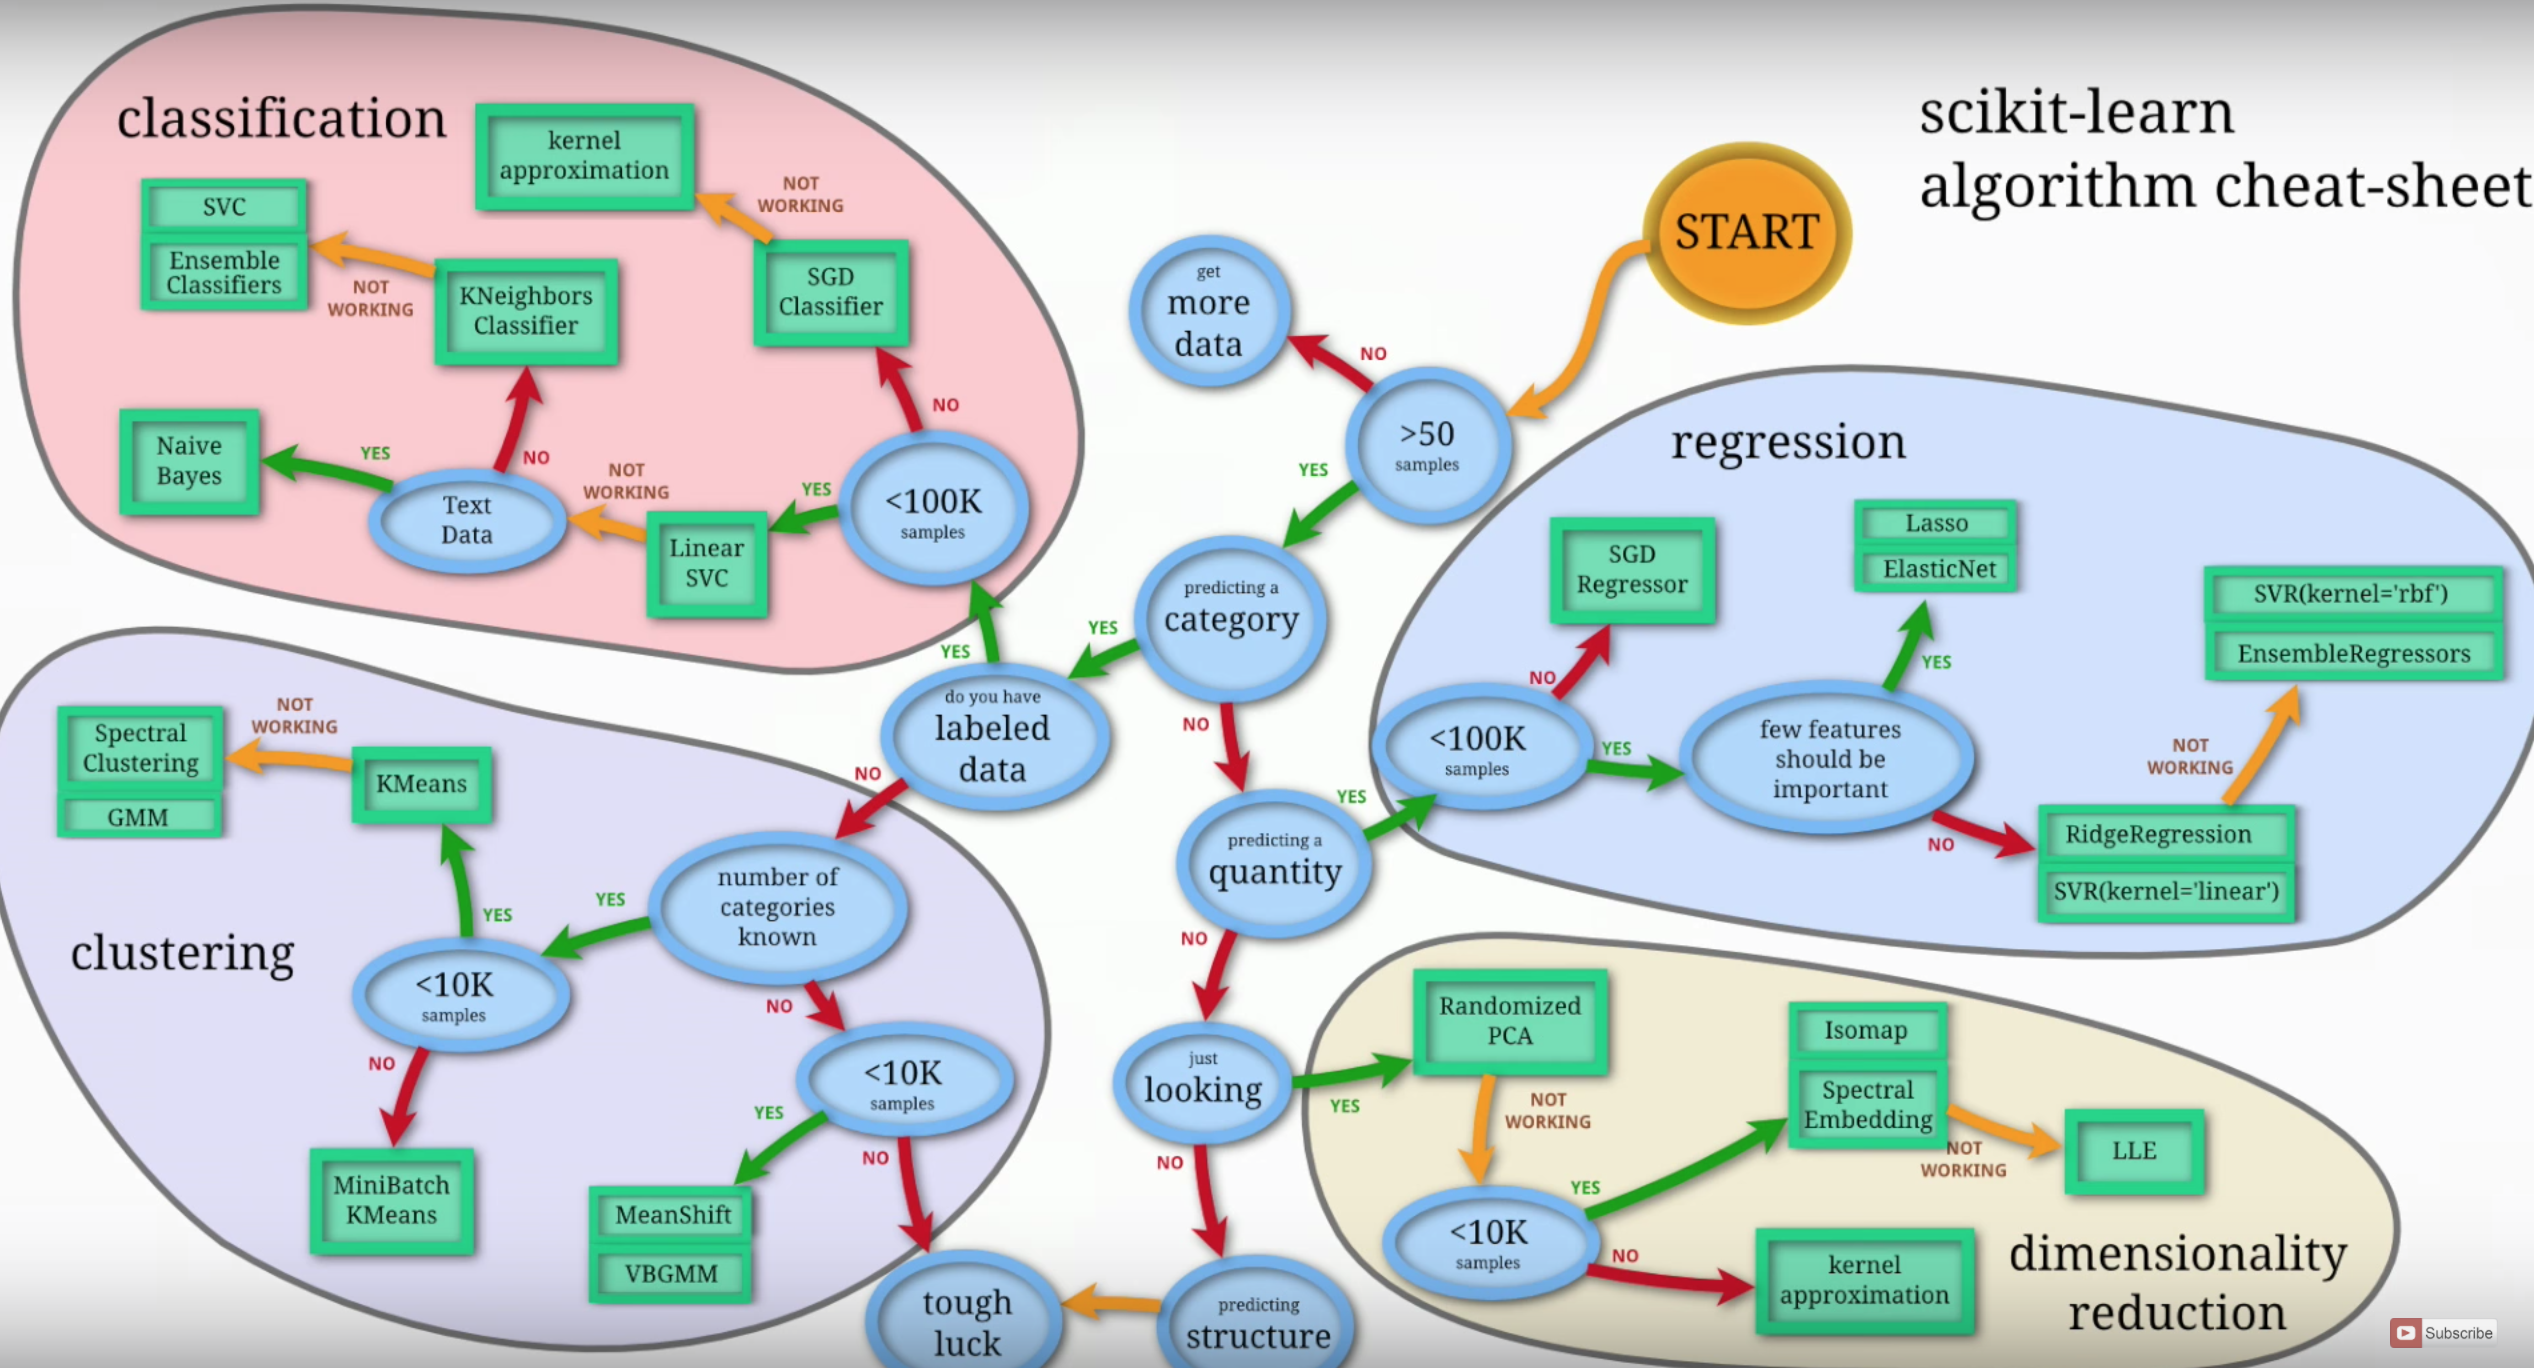 scikit-learn
algorithm cheat-sheet
START
get
more
data
NO
>50
samples
YES
predicting a
category
YES
NO
do you have
labeled
data
YES
NO
predicting a
quantity
YES
NO
just
looking
YES
NO
predicting
structure
tough
luck
classification
kernel
approximation
NOT
WORKING
SGD
Classifier
NO
<100K
samples
YES
Linear
SVC
NOT
WORKING
Text
Data
YES
Naive
Bayes
NO
KNeighbors
Classifier
NOT
WORKING
SVC
Ensemble
Classifiers
regression
SGD
Regressor
NO
<100K
samples
YES
few features
should be
important
YES
Lasso
ElasticNet
NO
RidgeRegression
SVR(kernel='linear')
NOT
WORKING
SVR(kernel='rbf')
EnsembleRegressors
clustering
number of
categories
known
YES
<10K
samples
YES
KMeans
NOT
WORKING
Spectral
Clustering
GMM
NO
MiniBatch
KMeans
NO
<10K
samples
YES
MeanShift
VBGMM
NO
dimensionality
reduction
Randomized
PCA
NOT
WORKING
<10K
samples
YES
Isomap
Spectral
Embedding
NOT
WORKING
LLE
NO
kernel
approximation
Subscribe